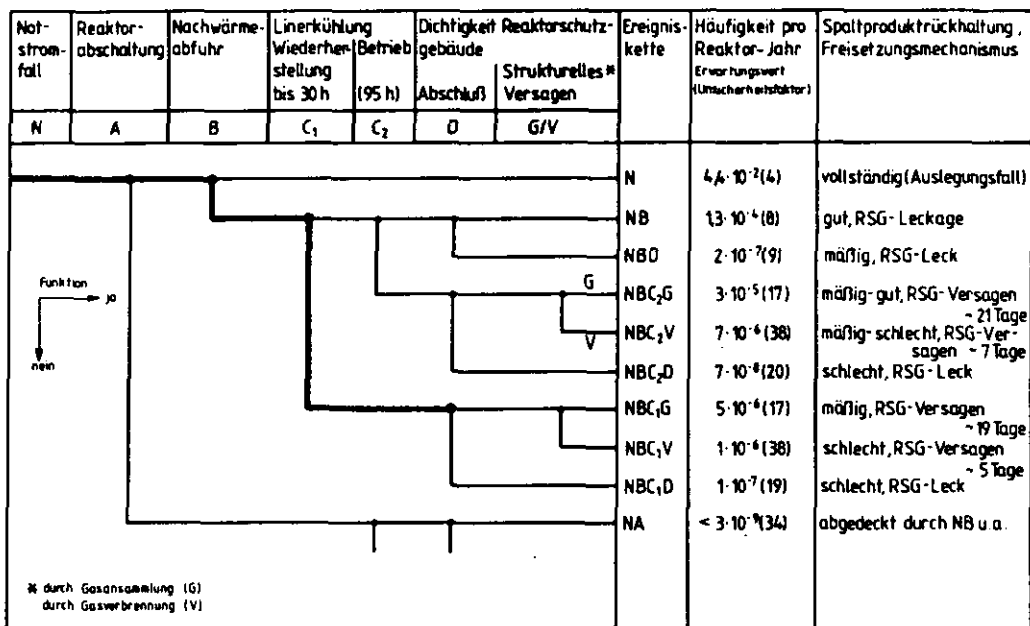 Not-
strom-
fall
Reaktor-
abschaltung
Nachwärme-
abfuhr
Linerkühlung
Wiederher-
stellung
bis 30 h
Betrieb
(95 h)
Dichtigkeit Reaktorschutz-
gebäude
Abschluß
Strukturelles*
Versagen
Ereignis-
kette
Häufigkeit pro
Reaktor-Jahr
Erwartungswert
(Unsicherheitsfaktor)
Spaltproduktrückhaltung,
Freisetzungsmechanismus
N A B C₁ C₂ D G/V
N 4,4·10⁻²(4) vollständig (Auslegungsfall)
NB 1,3·10⁻⁴(8) gut, RSG-Leckage
NBD 2·10⁻⁷(9) mäßig, RSG-Leck
Funktion
ja
nein
G
NBC₂G 3·10⁻⁵(17) mäßig-gut, RSG-Versagen
~21 Tage
V
NBC₂V 7·10⁻⁶(38) mäßig-schlecht, RSG-Ver-
sagen ~7 Tage
NBC₂D 7·10⁻⁸(20) schlecht, RSG-Leck
NBC₁G 5·10⁻⁶(17) mäßig, RSG-Versagen
~19 Tage
NBC₁V 1·10⁻⁶(38) schlecht, RSG-Versagen
~5 Tage
NBC₁D 1·10⁻⁷(19) schlecht, RSG-Leck
NA < 3·10⁻⁹(34) abgedeckt durch NB u.a.
* durch Gasansammlung (G)
durch Gasverbrennung (V)